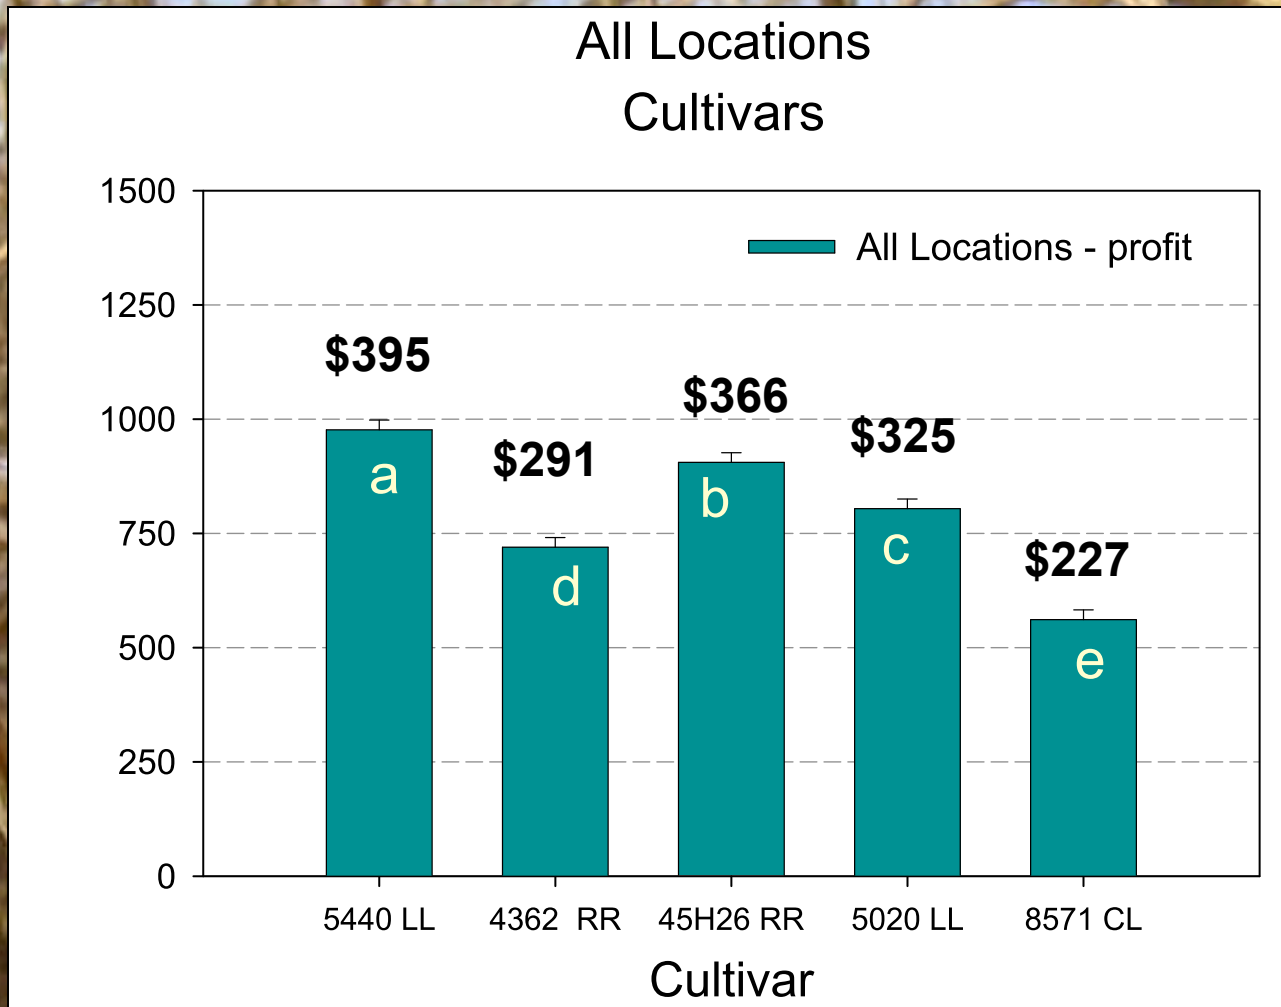 All Locations
Cultivars
1500
1250
1000
750
500
250
0
All Locations - profit
$395
$291
$366
$325
$227
a
d
b
c
e
5440 LL
4362  RR
45H26 RR
5020 LL
8571 CL
Cultivar